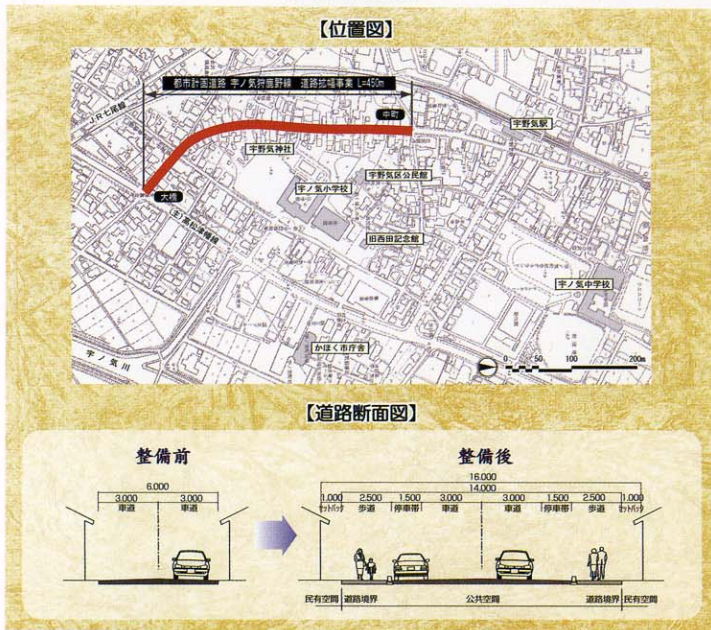 【位置図】
都市計画道路 宇ノ気狩鹿野線 道路拡幅事業 L=450m
中町
JR七尾線
宇野気駅
宇野気神社
宇野気区公民館
宇ノ気小学校
大橋
(主)高松津幡線
旧西田記念館
宇ノ気中学校
かほく市庁舎
宇ノ気川
0 50 100 200m
【道路断面図】
整備前
整備後
6.000
3.000 3.000
車道 車道
16.000
14.000
1.000 2.500 1.500 3.000 3.000 1.500 2.500 1.000
セットバック 歩道 停車帯 車道 車道 停車帯 歩道 セットバック
民有空間 道路境界 公共空間 道路境界 民有空間